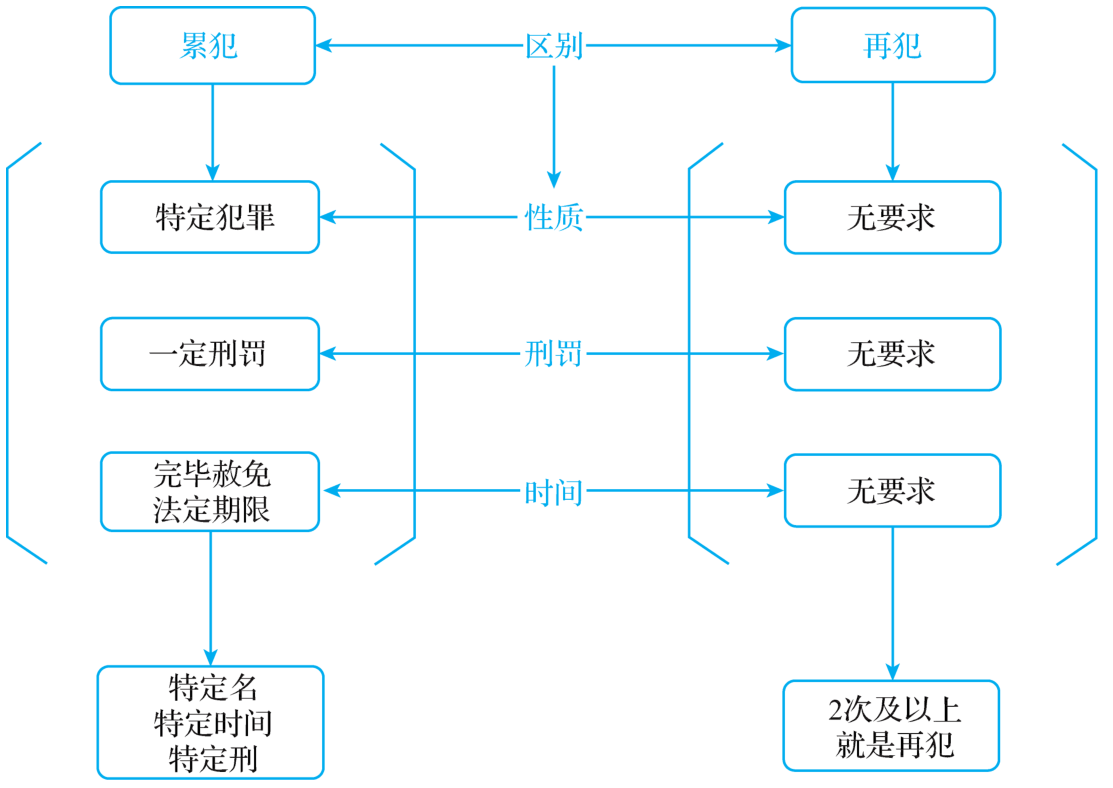 累犯
区别
再犯
特定犯罪
性质
无要求
一定刑罚
刑罚
无要求
完毕赦免
法定期限
时间
无要求
特定名
特定时间
特定刑
2次及以上
就是再犯